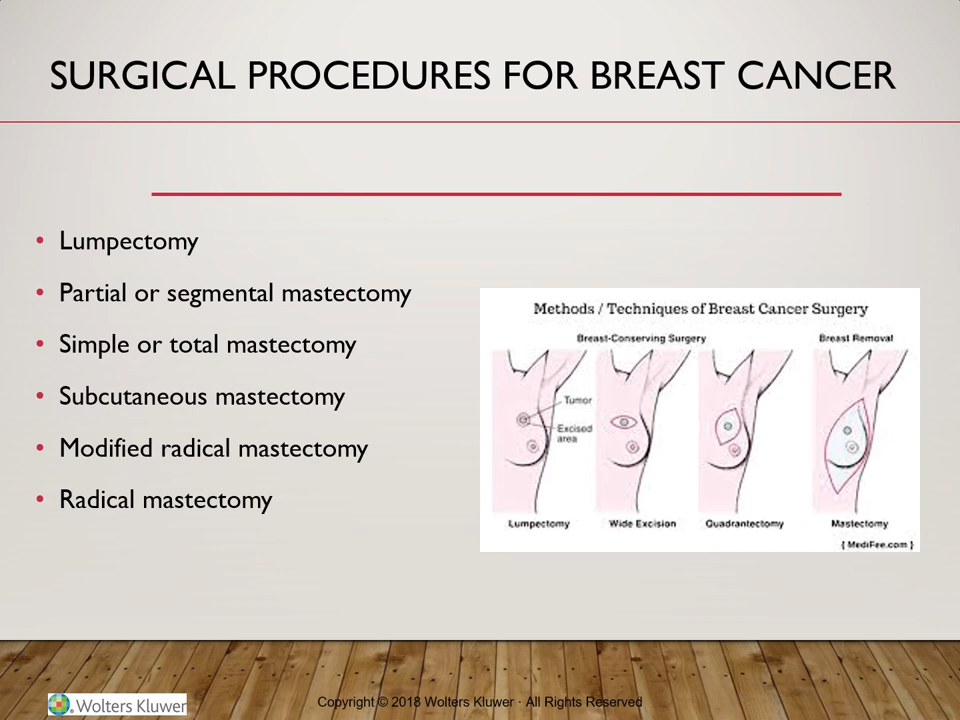 SURGICAL PROCEDURES FOR BREAST CANCER
• Lumpectomy
• Partial or segmental mastectomy
• Simple or total mastectomy
• Subcutaneous mastectomy
• Modified radical mastectomy
• Radical mastectomy
Methods / Techniques of Breast Cancer Surgery
Breast-Conserving Surgery
Breast Removal
Tumor
Excised
area
Lumpectomy
Wide Excision
Quadrantectomy
Mastectomy
{ MediFee.com }
Wolters Kluwer
Copyright © 2018 Wolters Kluwer · All Rights Reserved